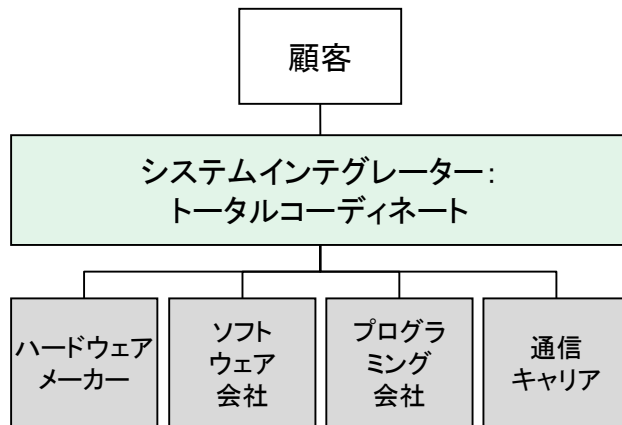 顧客
システムインテグレーター：
トータルコーディネート
ハードウェア
メーカー
ソフト
ウェア
会社
プログラ
ミング
会社
通信
キャリア